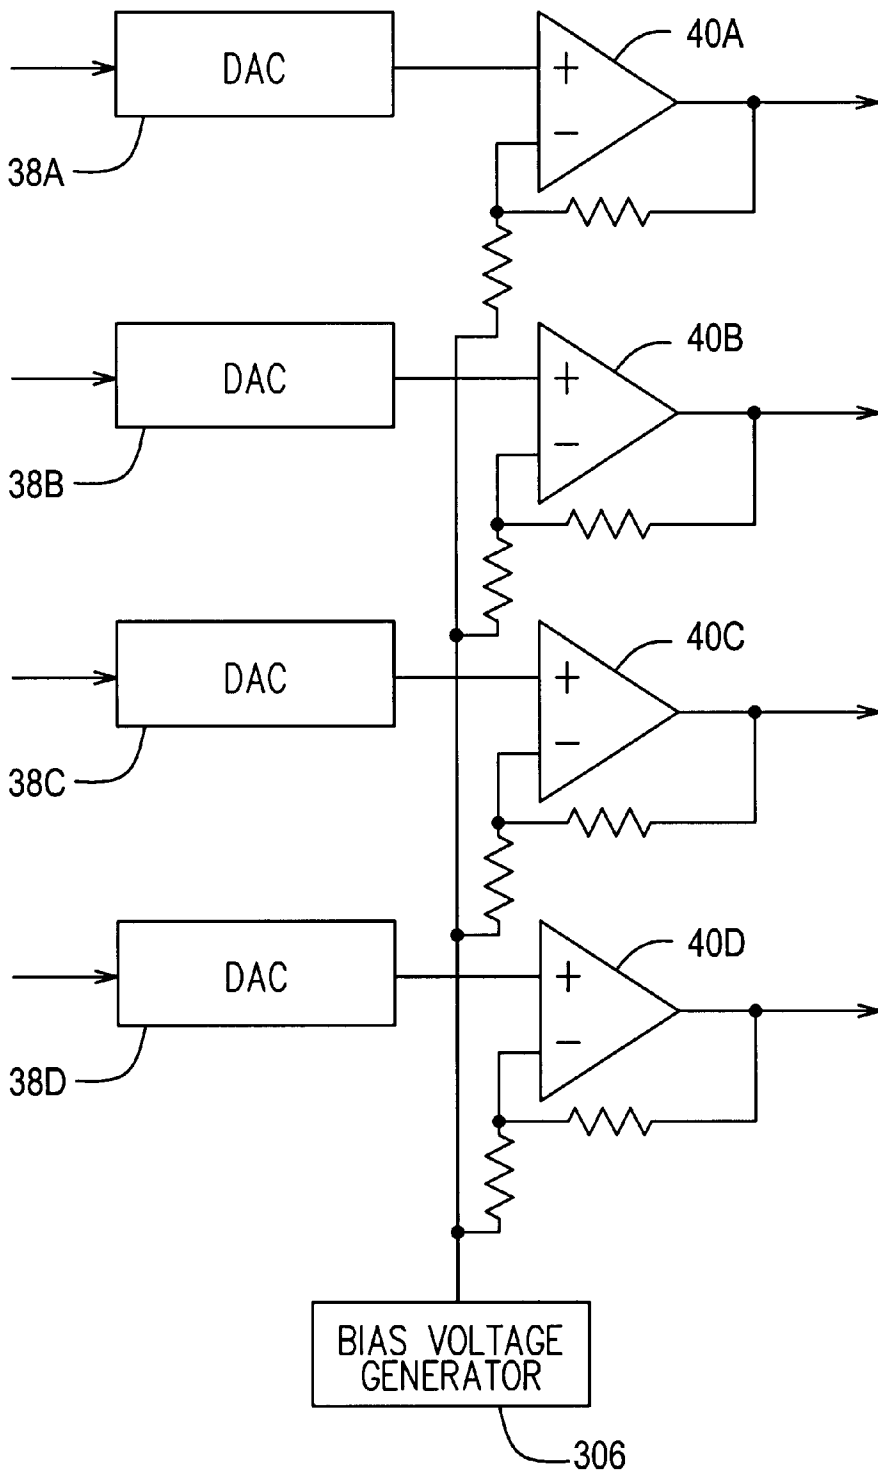 DAC
+
−
40A
38A
DAC
+
−
40B
38B
DAC
+
−
40C
38C
DAC
+
−
40D
38D
BIAS VOLTAGE
GENERATOR
306